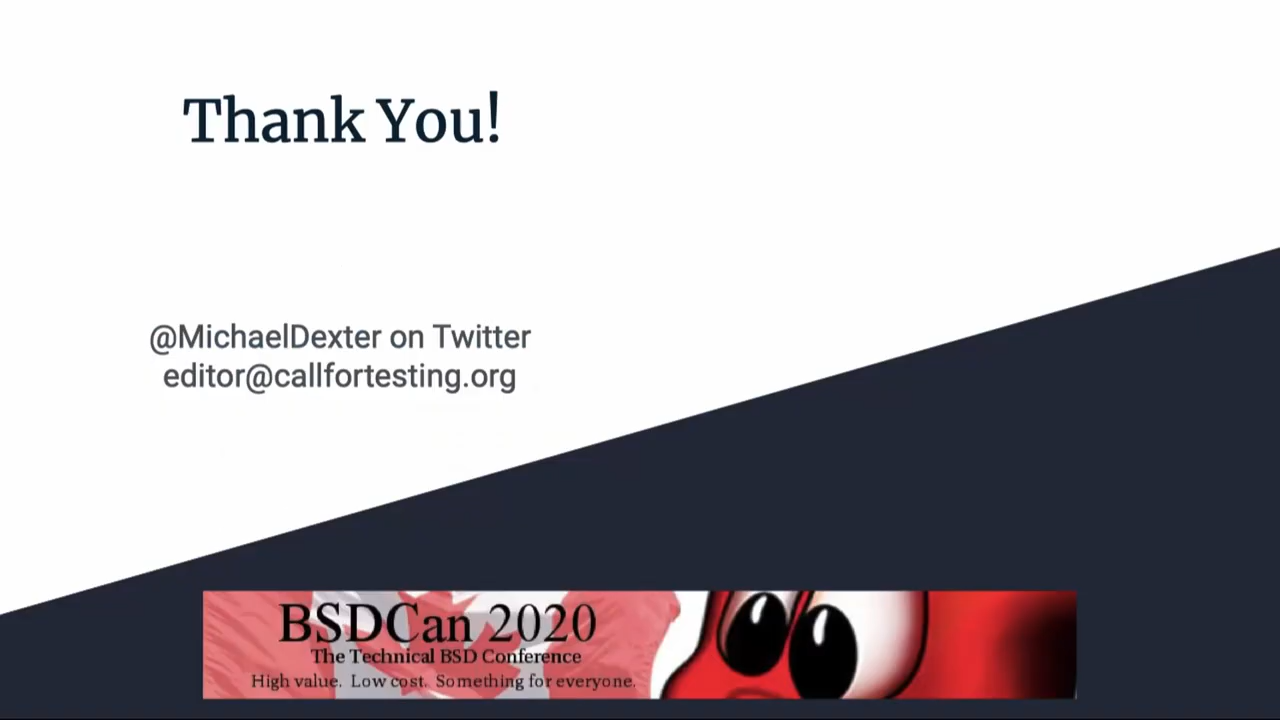 Thank You!
@MichaelDexter on Twitter
editor@callfortesting.org
BSDCan 2020
The Technical BSD Conference
High value. Low cost. Something for everyone.